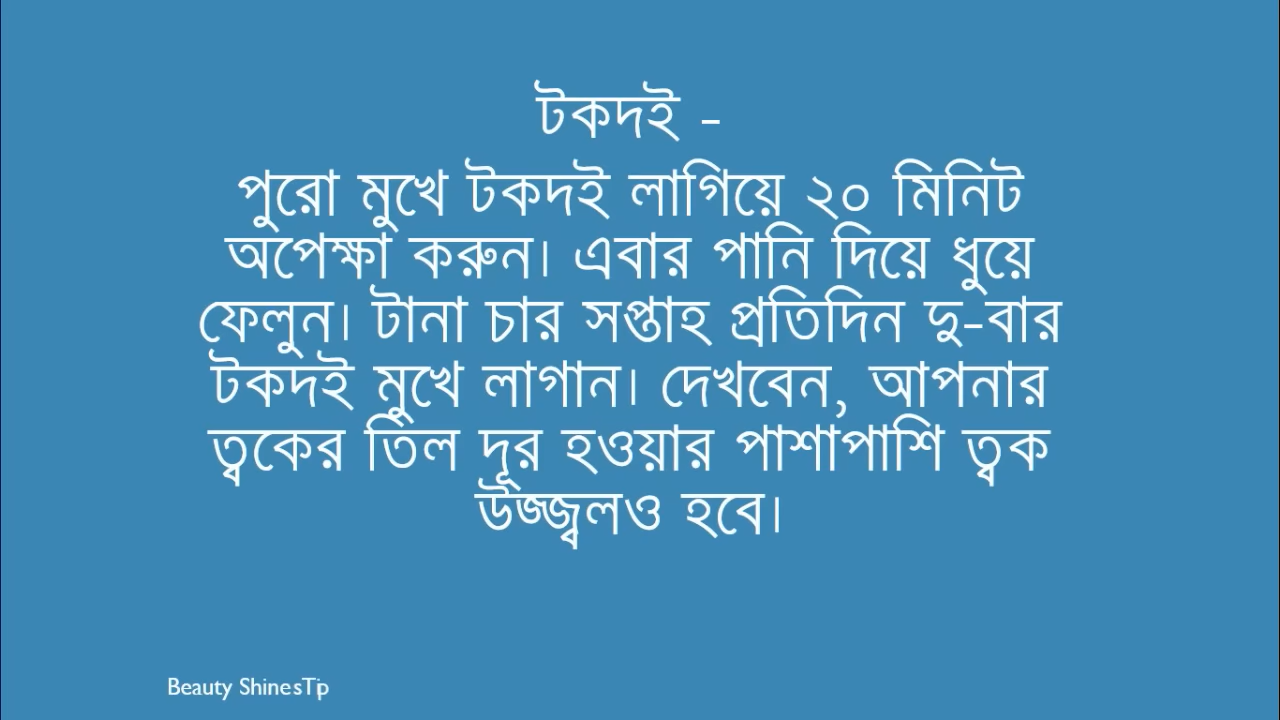 টকদই -
পুরো মুখে টকদই লাগিয়ে ২০ মিনিট
অপেক্ষা করুন। এবার পানি দিয়ে ধুয়ে
ফেলুন। টানা চার সপ্তাহ প্রতিদিন দু-বার
টকদই মুখে লাগান। দেখবেন, আপনার
ত্বকের তিল দূর হওয়ার পাশাপাশি ত্বক
উজ্জ্বলও হবে।
Beauty ShinesTip